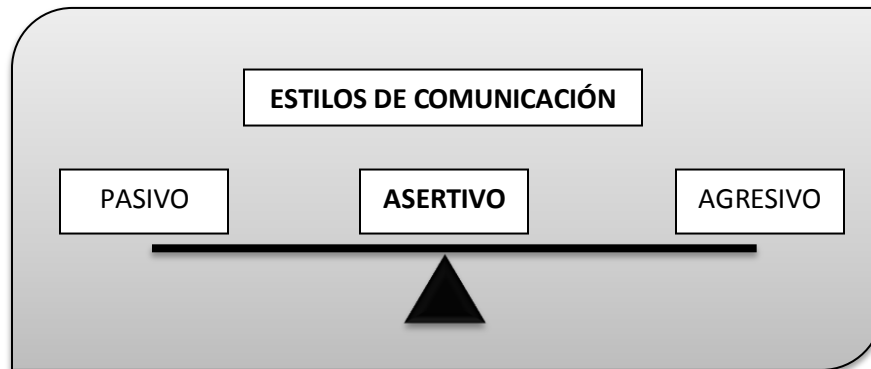 ESTILOS DE COMUNICACIÓN
PASIVO
ASERTIVO
AGRESIVO